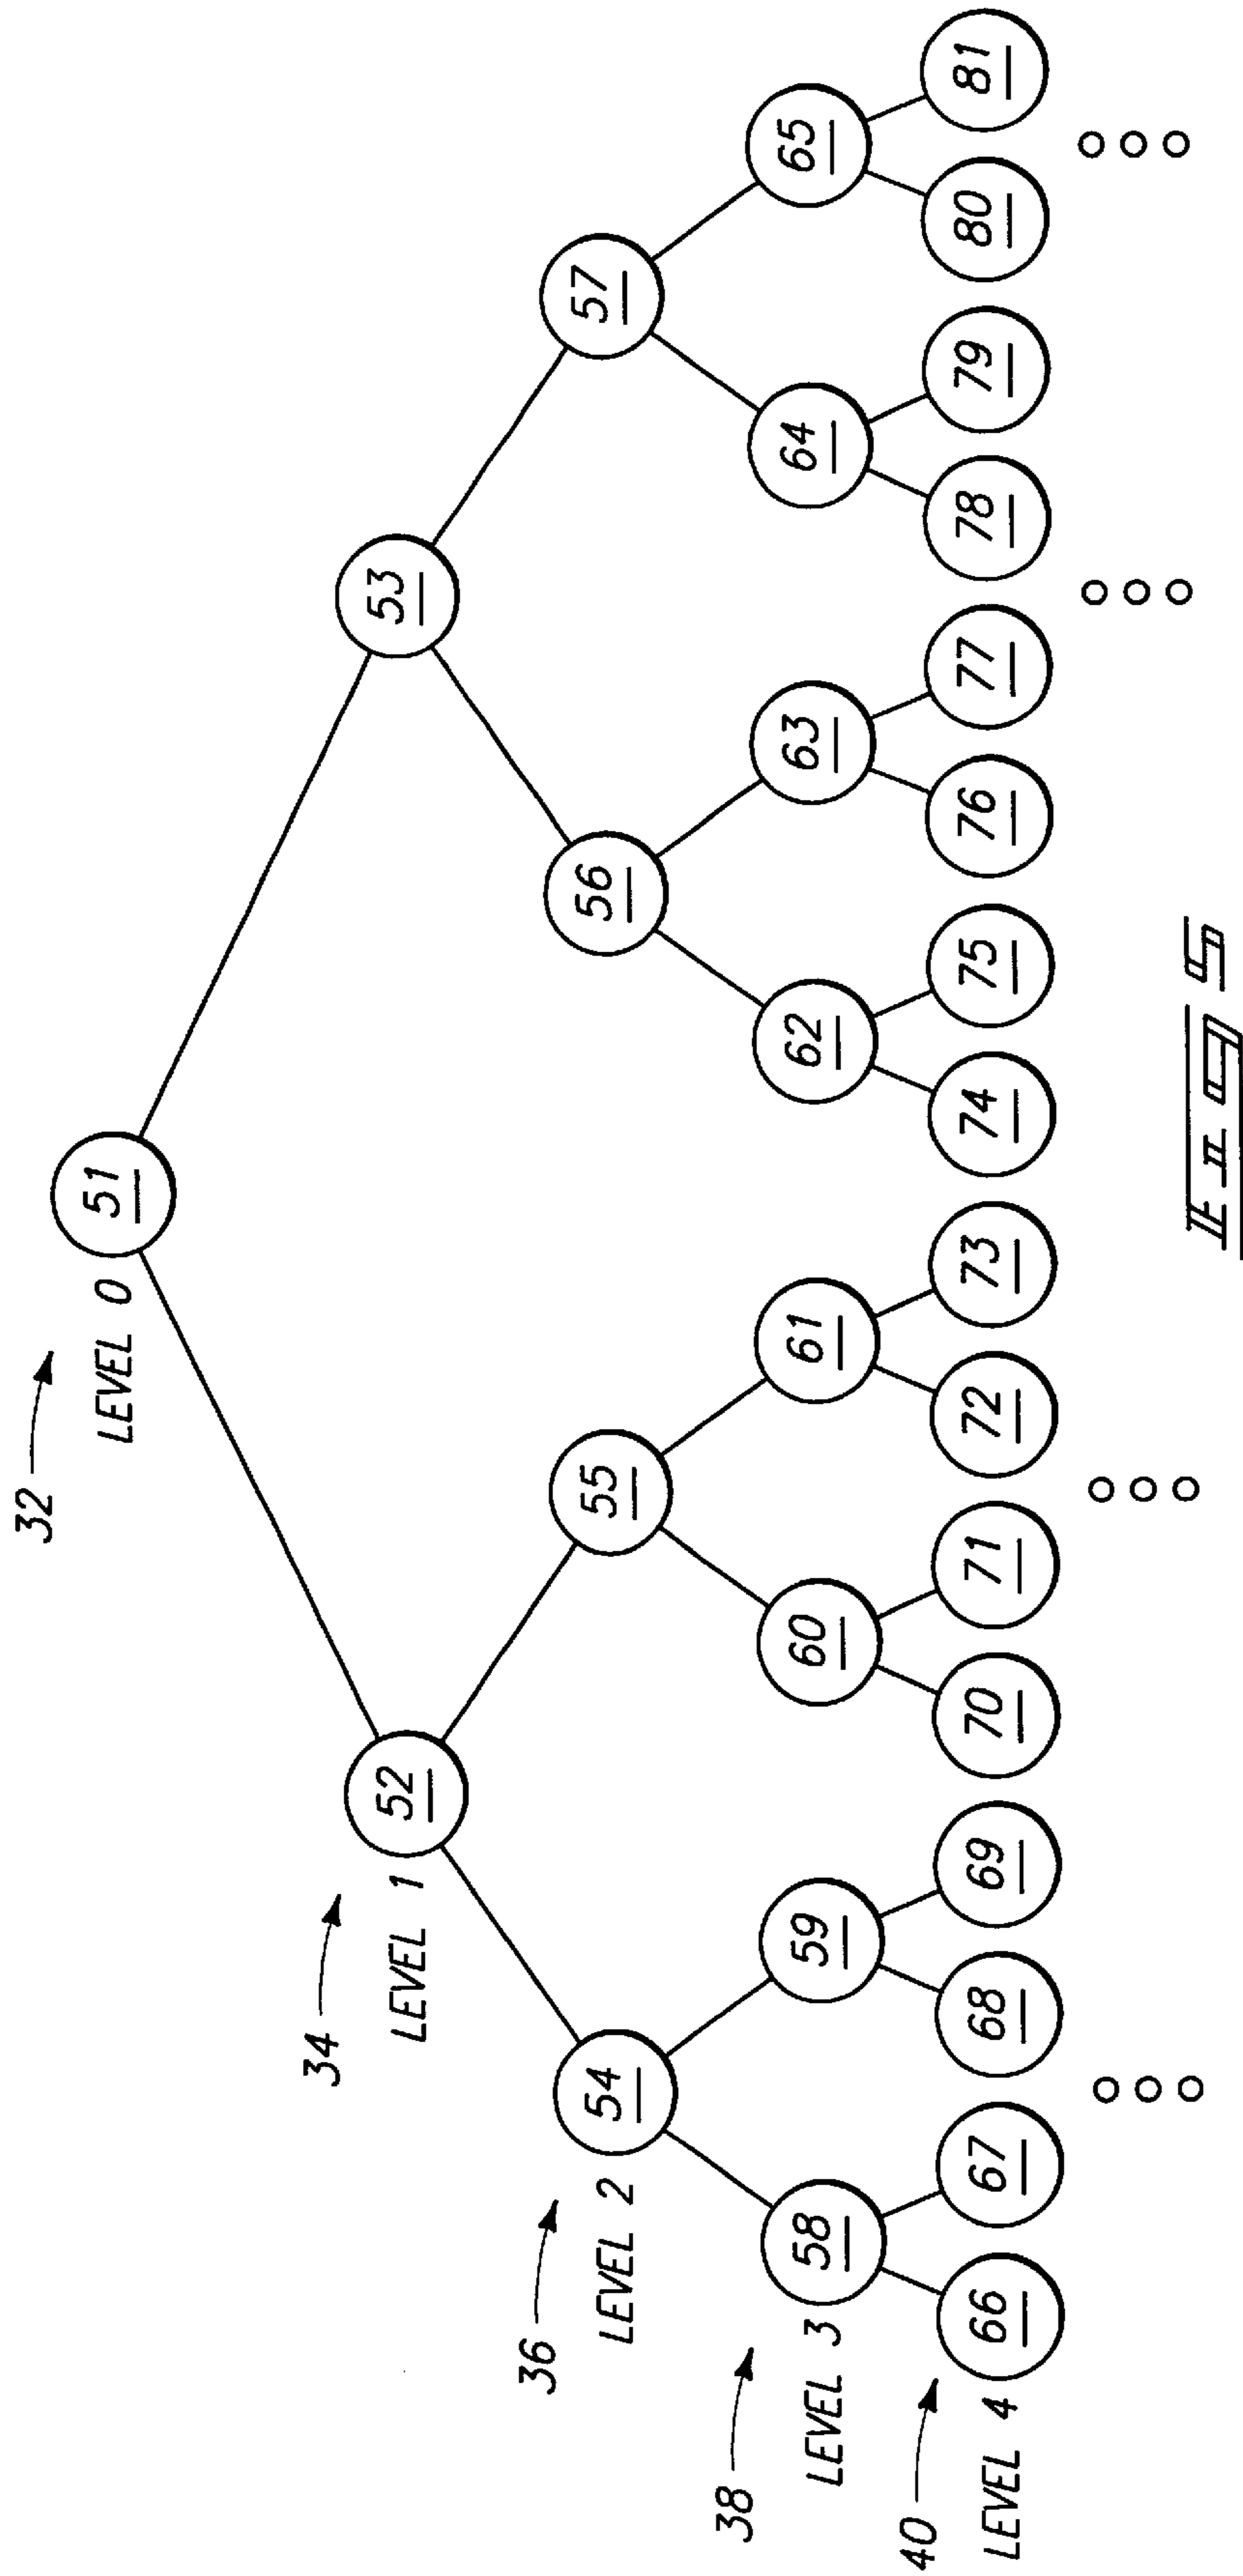 32
LEVEL 0
51
34
LEVEL 1
52 53
36
LEVEL 2
54 55 56 57
38
LEVEL 3
58 59 60 61 62 63 64 65
40
LEVEL 4
66 67 68 69 70 71 72 73 74 75 76 77 78 79 80 81
FIG 5